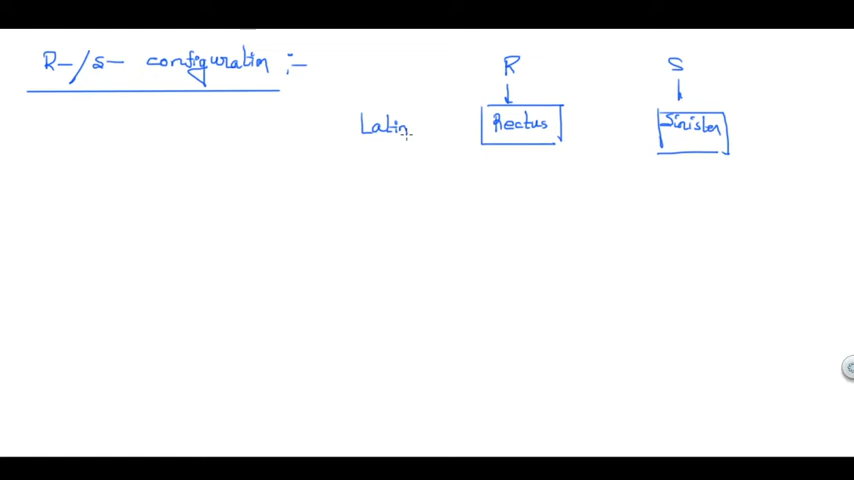 R-/S- configuration :-
R S
Latin Rectus Sinister